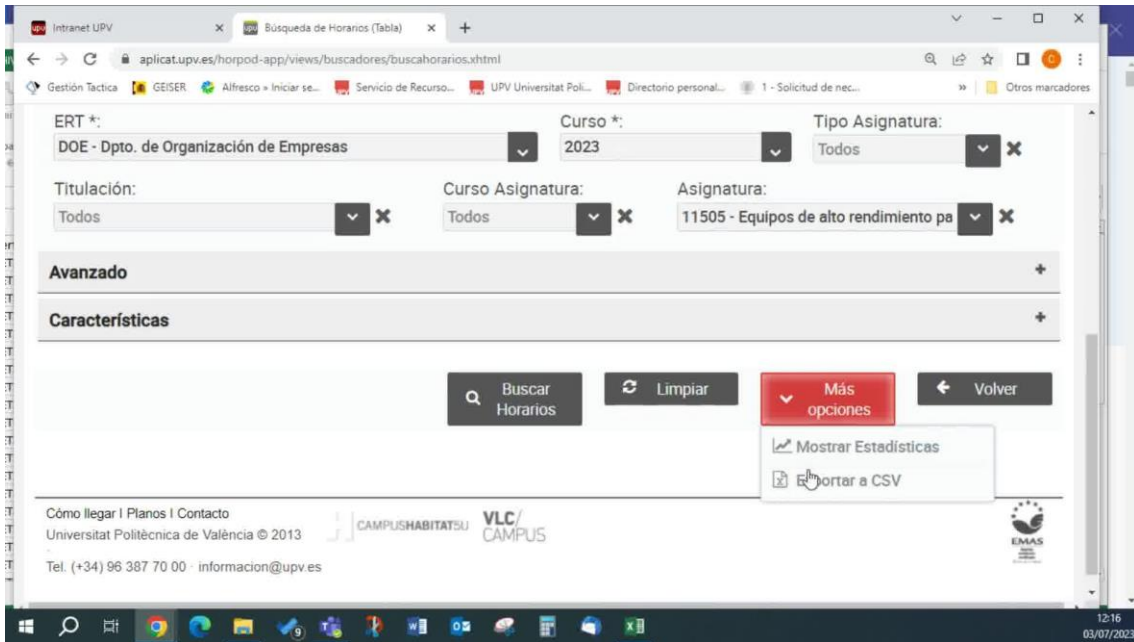 Intranet UPV
Búsqueda de Horarios (Tabla)
aplicat.upv.es/horpod-app/views/buscadores/buscahorarios.xhtml
Gestión Tactica GEISER Alfresco » Iniciar se... Servicio de Recurso... UPV Universitat Poli... Directorio personal... 1 - Solicitud de nec... » Otros marcadores
ERT *: Curso *: Tipo Asignatura:
DOE - Dpto. de Organización de Empresas 2023 Todos
Titulación: Curso Asignatura: Asignatura:
Todos Todos 11505 - Equipos de alto rendimiento pa
Avanzado
Características
Buscar Horarios
Limpiar
Más opciones
Volver
Mostrar Estadísticas
Exportar a CSV
Cómo llegar I Planos I Contacto
Universitat Politècnica de València © 2013
Tel. (+34) 96 387 70 00 · informacion@upv.es
CAMPUSHABITAT5U
VLC/
CAMPUS
EMAS
12:16
03/07/2023